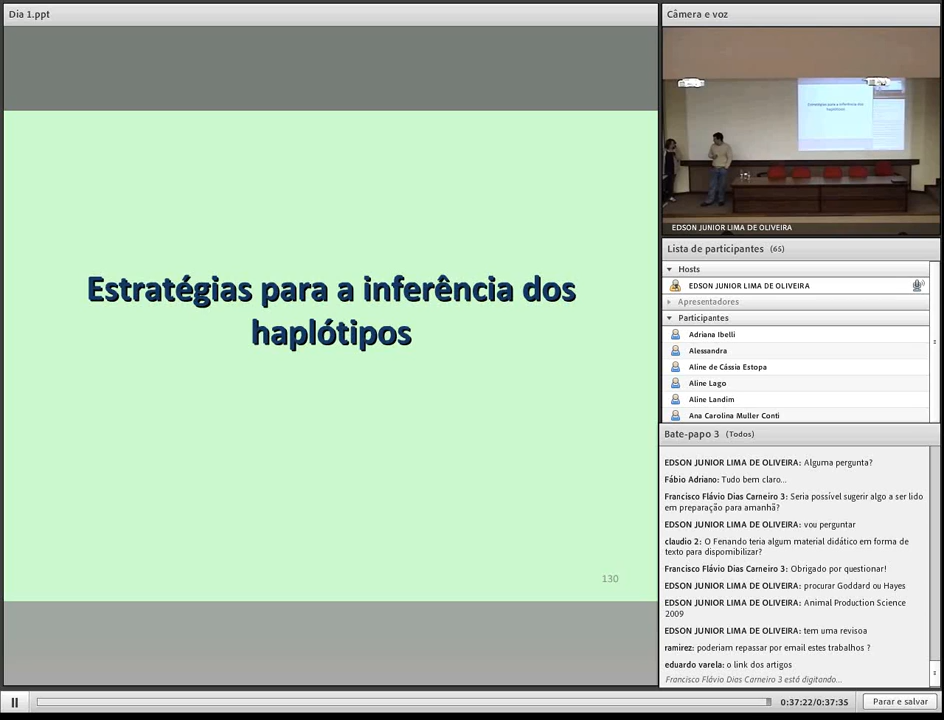 Dia 1.ppt
Estratégias para a inferência dos
haplótipos
130
Câmera e voz
Estratégias para a inferência dos
haplótipos
EDSON JUNIOR LIMA DE OLIVEIRA
Lista de participantes (65)
Hosts
EDSON JUNIOR LIMA DE OLIVEIRA
Apresentadores
Participantes
Adriana Ibelli
Alessandra
Aline de Cássia Estopa
Aline Lago
Aline Landim
Ana Carolina Muller Conti
Bate-papo 3 (Todos)
EDSON JUNIOR LIMA DE OLIVEIRA: Alguma pergunta?
Fábio Adriano: Tudo bem claro...
Francisco Flávio Dias Carneiro 3: Seria possível sugerir algo a ser lido
em preparação para amanhã?
EDSON JUNIOR LIMA DE OLIVEIRA: vou perguntar
claudio 2: O Fenando teria algum material didático em forma de
texto para dispomibilizar?
Francisco Flávio Dias Carneiro 3: Obrigado por questionar!
EDSON JUNIOR LIMA DE OLIVEIRA: procurar Goddard ou Hayes
EDSON JUNIOR LIMA DE OLIVEIRA: Animal Production Science
2009
EDSON JUNIOR LIMA DE OLIVEIRA: tem uma revisoa
ramirez: poderiam repassar por email estes trabalhos ?
eduardo varela: o link dos artigos
Francisco Flávio Dias Carneiro 3 está digitando...
0:37:22/0:37:35
Parar e salvar